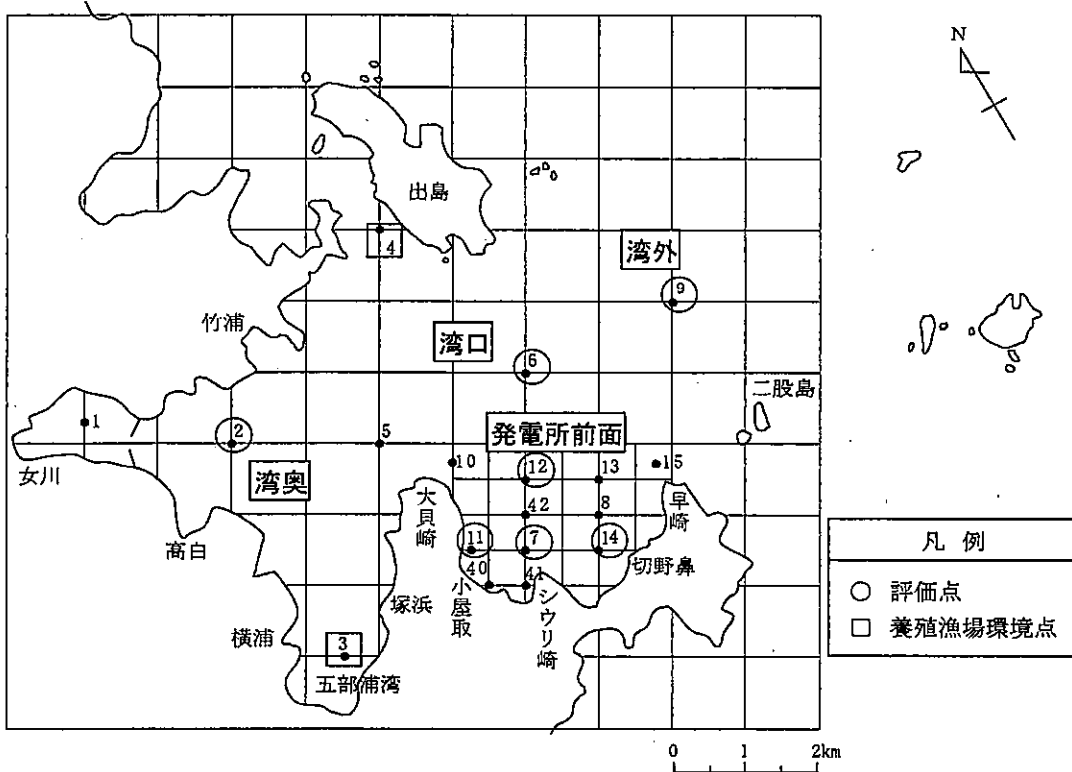 N
出島
4
湾外
9
竹浦
湾口
6
二股島
1
2
5
発電所前面
女川
湾奥
10
12
13
15
大貝崎
42
8
早崎
高白
11
7
14
切野鼻
40
41
小屋取
シウリ崎
塚浜
横浦
3
五部浦湾
凡例
評価点
養殖漁場環境点
0 1 2km